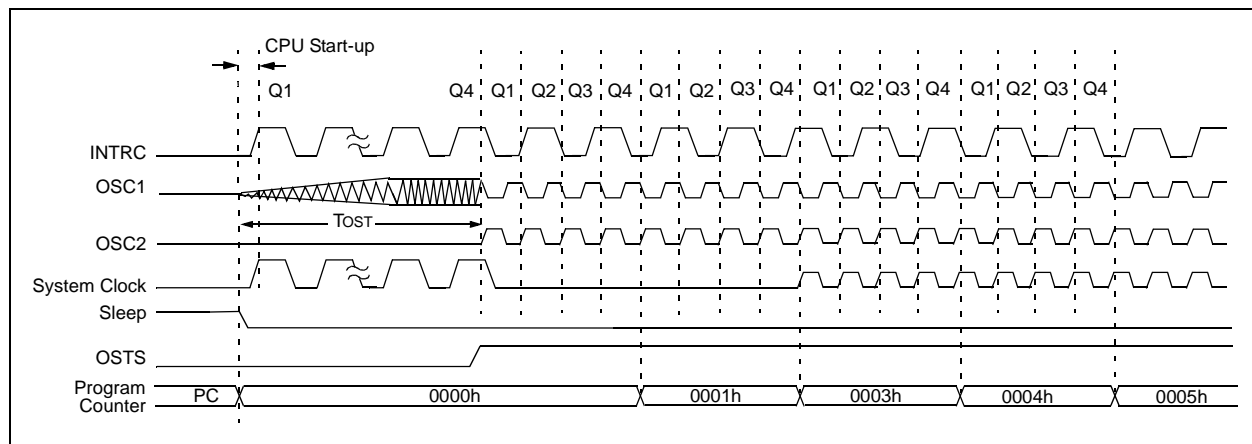 CPU Start-up
Q1 Q4 Q1 Q2 Q3 Q4 Q1 Q2 Q3 Q4 Q1 Q2 Q3 Q4 Q1 Q2 Q3 Q4
INTRC
OSC1
TOST
OSC2
System Clock
Sleep
OSTS
Program Counter
PC 0000h 0001h 0003h 0004h 0005h